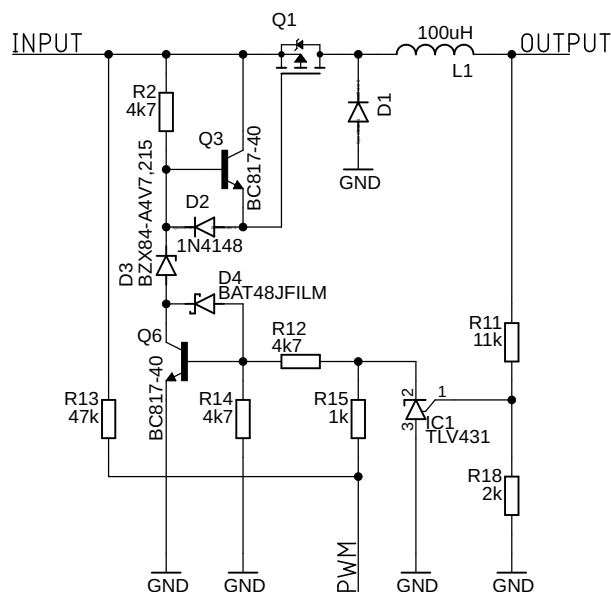 Q1
INPUT
100uH
OUTPUT
L1
R2
4k7
D1
Q3
BC817-40
BZX84-A4V7,215
GND
D2
1N4148
D3
D4
BAT48JFILM
Q6
BC817-40
R12
4k7
R11
11k
R13
47k
R14
4k7
R15
1k
2
1
3
IC1
TLV431
R18
2k
PWM
GND
GND
GND
GND